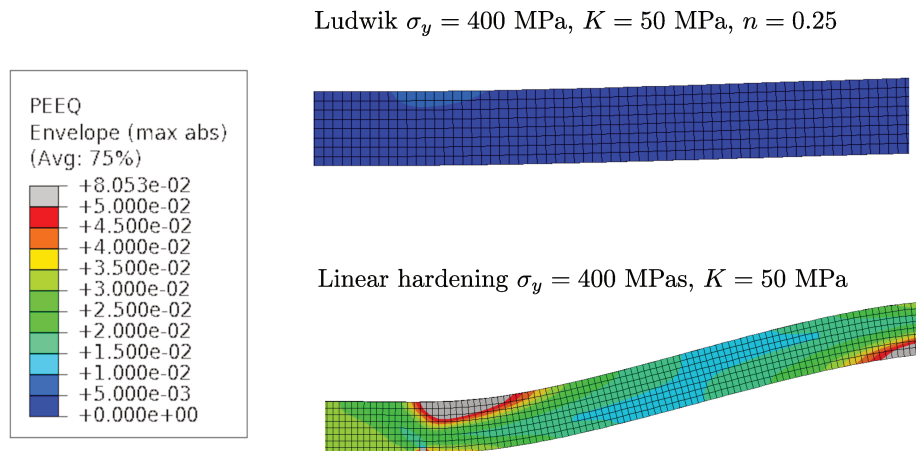 Ludwik σ_y = 400 MPa, K = 50 MPa, n = 0.25
PEEQ
Envelope (max abs)
(Avg: 75%)
+8.053e-02
+5.000e-02
+4.500e-02
+4.000e-02
+3.500e-02
+3.000e-02
+2.500e-02
+2.000e-02
+1.500e-02
+1.000e-02
+5.000e-03
+0.000e+00
Linear hardening σ_y = 400 MPas, K = 50 MPa